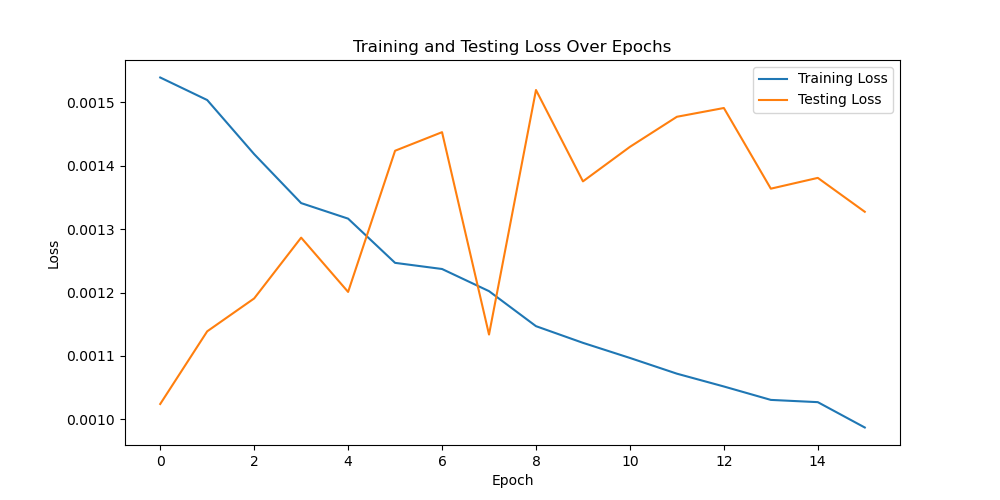 Training and Testing Loss Over Epochs
Training Loss
Testing Loss
0.0015
0.0014
0.0013
0.0012
0.0011
0.0010
Loss
0 2 4 6 8 10 12 14
Epoch